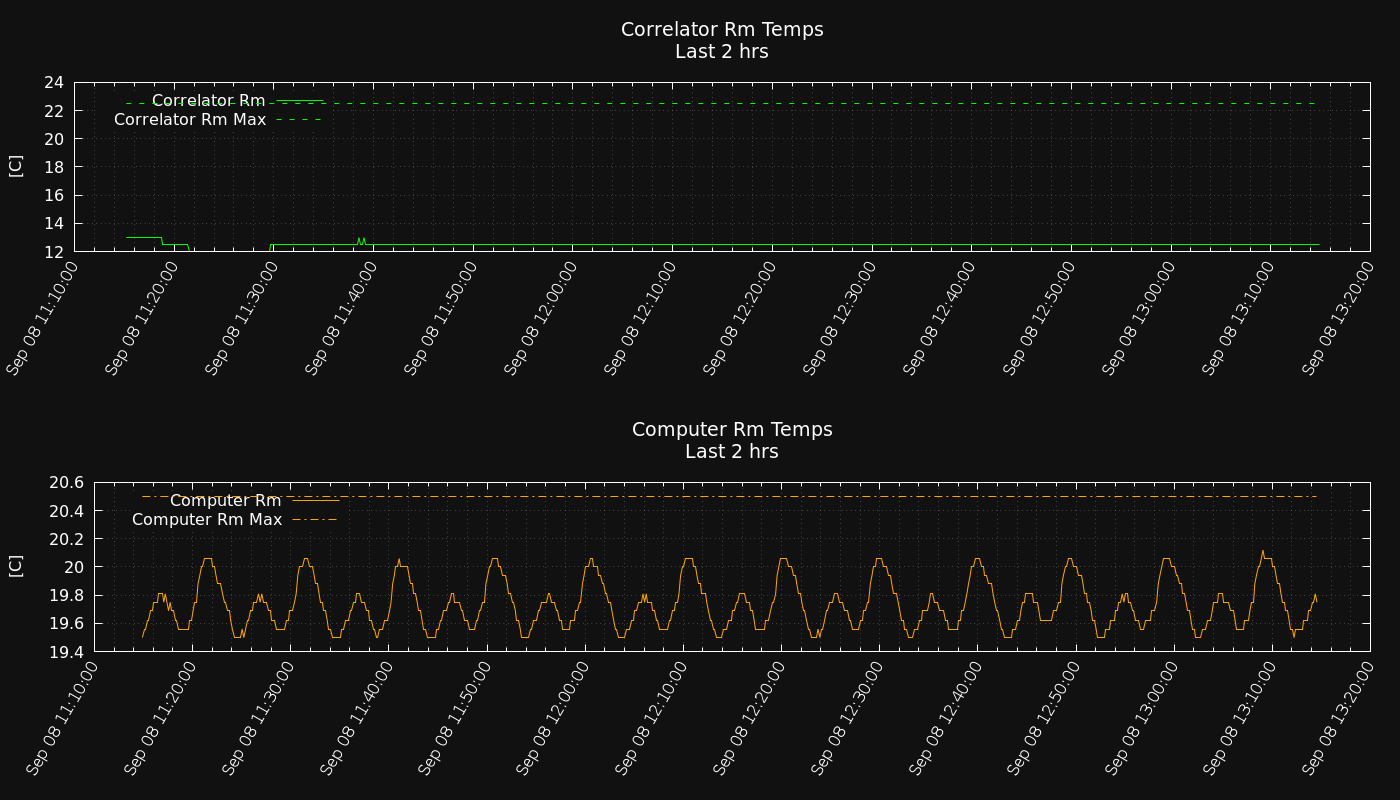 Correlator Rm Temps
Last 2 hrs
24
22
20
18
16
14
12
[C]
Correlator Rm
Correlator Rm Max
Sep 08 11:10:00
Sep 08 11:20:00
Sep 08 11:30:00
Sep 08 11:40:00
Sep 08 11:50:00
Sep 08 12:00:00
Sep 08 12:10:00
Sep 08 12:20:00
Sep 08 12:30:00
Sep 08 12:40:00
Sep 08 12:50:00
Sep 08 13:00:00
Sep 08 13:10:00
Sep 08 13:20:00
Computer Rm Temps
Last 2 hrs
20.6
20.4
20.2
20
19.8
19.6
19.4
[C]
Computer Rm
Computer Rm Max
Sep 08 11:10:00
Sep 08 11:20:00
Sep 08 11:30:00
Sep 08 11:40:00
Sep 08 11:50:00
Sep 08 12:00:00
Sep 08 12:10:00
Sep 08 12:20:00
Sep 08 12:30:00
Sep 08 12:40:00
Sep 08 12:50:00
Sep 08 13:00:00
Sep 08 13:10:00
Sep 08 13:20:00